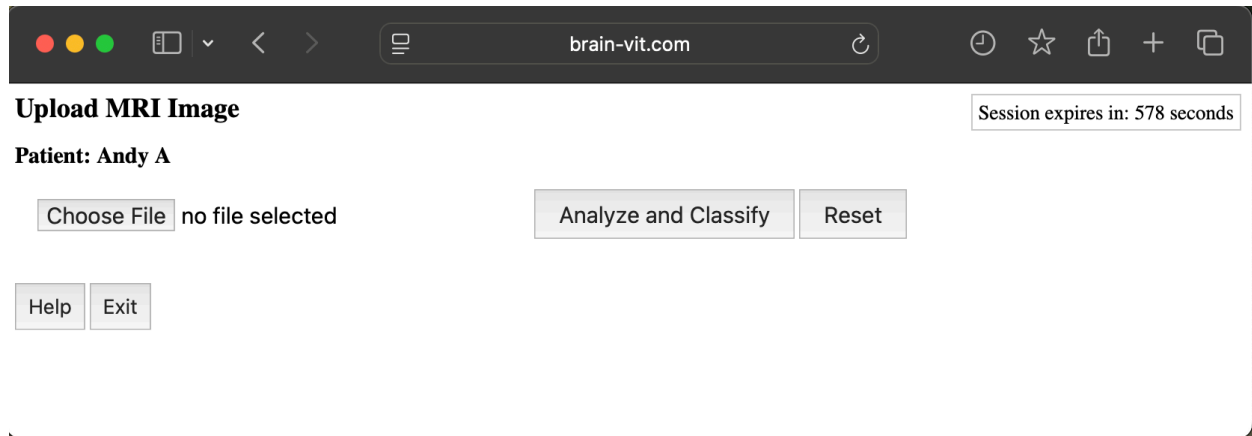 brain-vit.com
Upload MRI Image
Session expires in: 578 seconds
Patient: Andy A
Choose File no file selected
Analyze and Classify
Reset
Help
Exit